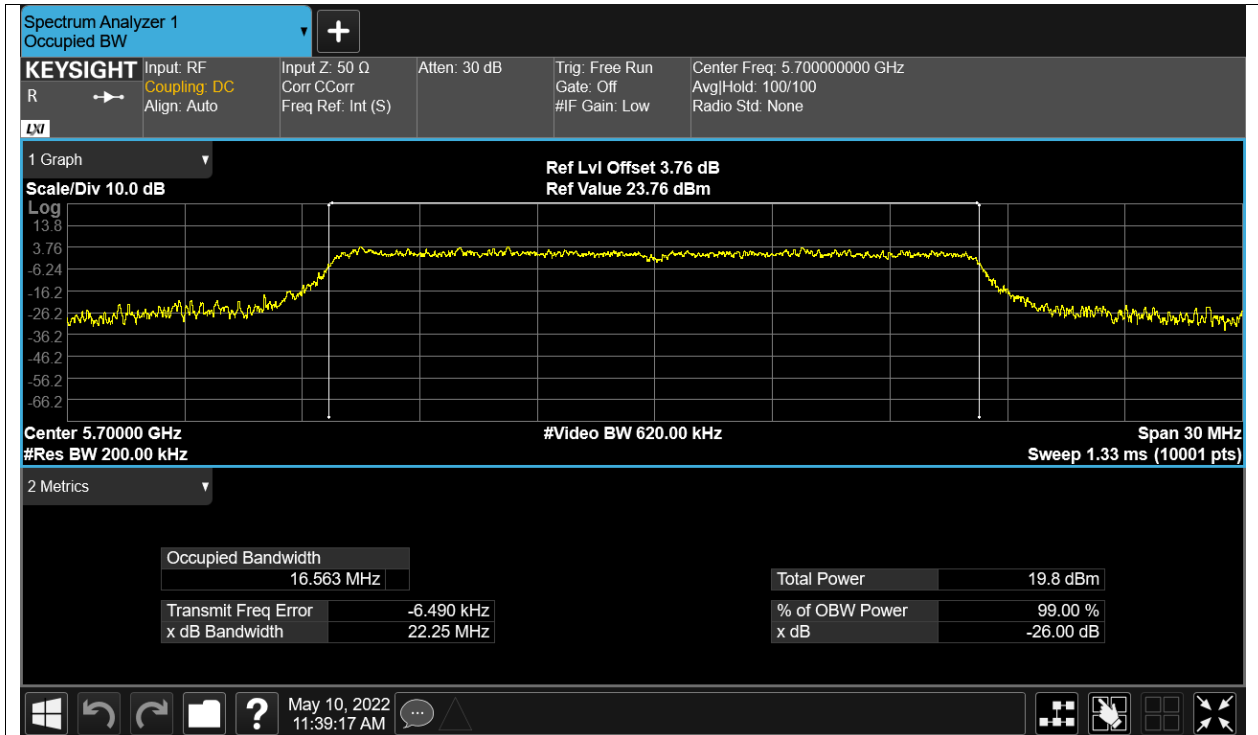 Spectrum Analyzer 1
Occupied BW
KEYSIGHT
R
LXI
Input: RF
Coupling: DC
Align: Auto
Input Z: 50 Ω
Corr CCorr
Freq Ref: Int (S)
Atten: 30 dB
Trig: Free Run
Gate: Off
#IF Gain: Low
Center Freq: 5.700000000 GHz
Avg|Hold: 100/100
Radio Std: None
1 Graph
Scale/Div 10.0 dB
Ref Lvl Offset 3.76 dB
Ref Value 23.76 dBm
Log
13.8
3.76
-6.24
-16.2
-26.2
-36.2
-46.2
-56.2
-66.2
Center 5.70000 GHz
#Res BW 200.00 kHz
#Video BW 620.00 kHz
Span 30 MHz
Sweep 1.33 ms (10001 pts)
2 Metrics
Occupied Bandwidth
16.563 MHz
Transmit Freq Error -6.490 kHz
x dB Bandwidth 22.25 MHz
Total Power 19.8 dBm
% of OBW Power 99.00 %
x dB -26.00 dB
?
May 10, 2022
11:39:17 AM